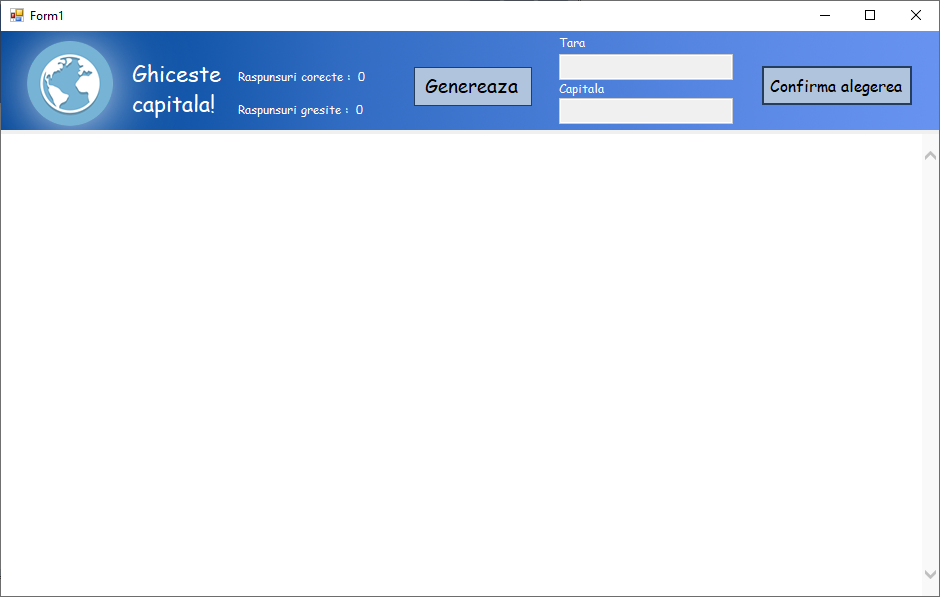 Form1
Ghiceste
capitala!
Raspunsuri corecte : 0
Raspunsuri gresite : 0
Genereaza
Tara
Capitala
Confirma alegerea